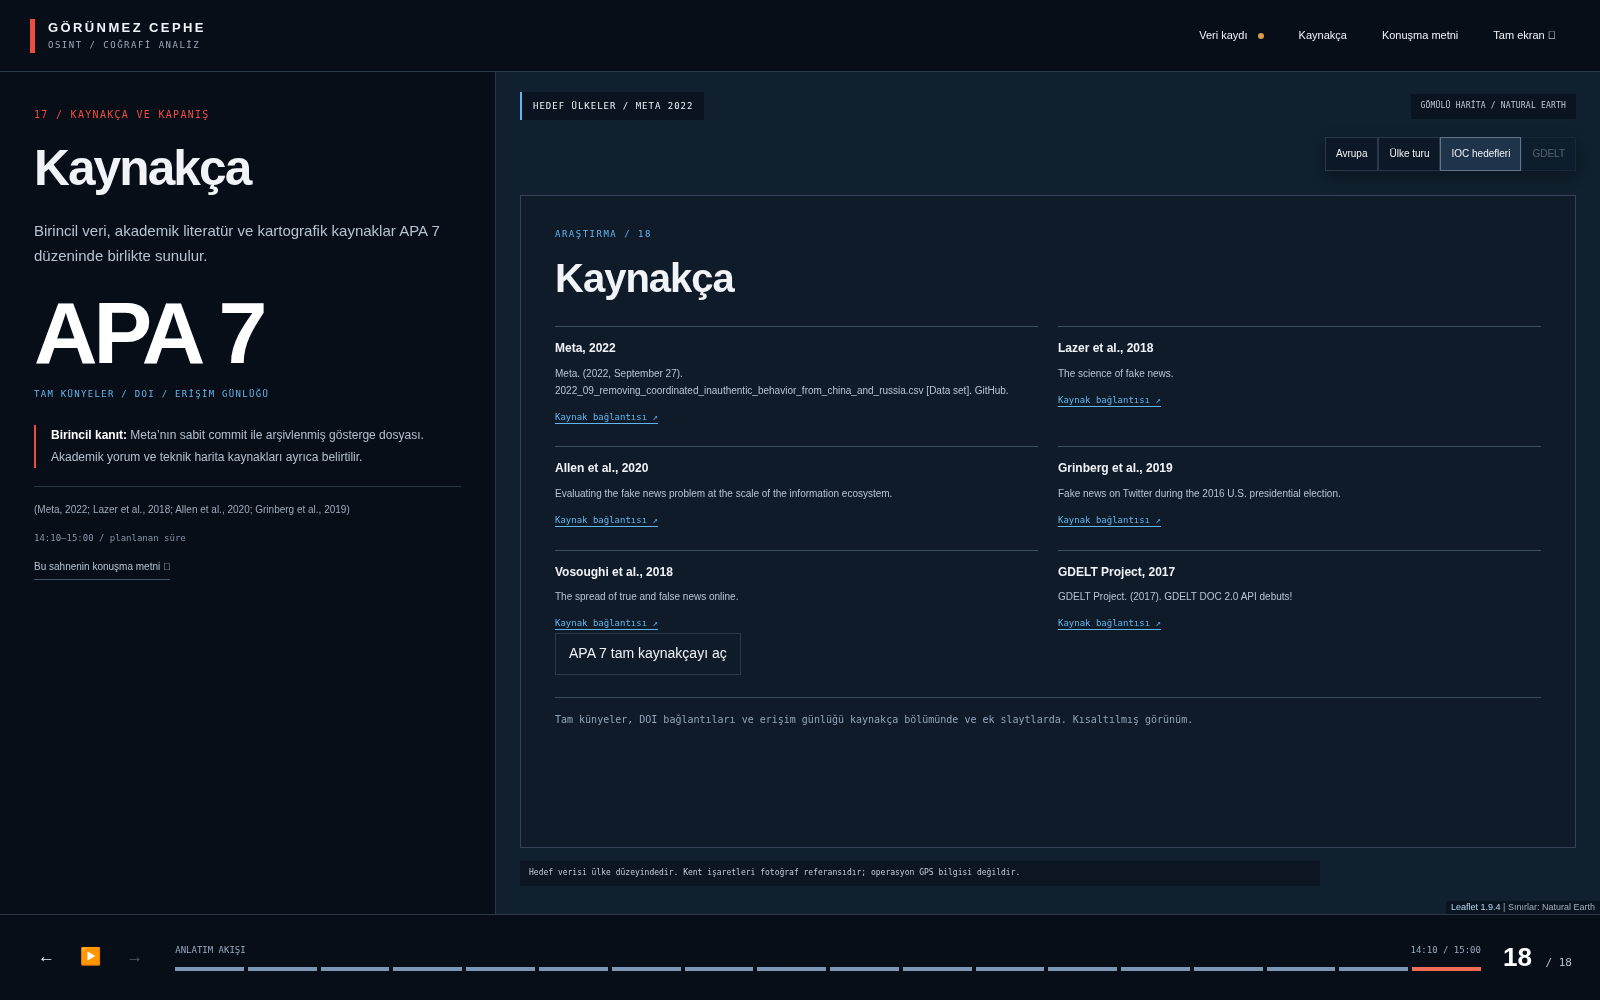 GÖRÜNMEZ CEPHE
OSINT / COĞRAFİ ANALİZ
Veri kaydı
Kaynakça
Konuşma metni
Tam ekran
17 / KAYNAKÇA VE KAPANIŞ
Kaynakça
Birincil veri, akademik literatür ve kartografik kaynaklar APA 7
düzeninde birlikte sunulur.
APA 7
TAM KÜNYELER / DOI / ERİŞİM GÜNLÜĞÜ
Birincil kanıt: Meta’nın sabit commit ile arşivlenmiş gösterge dosyası.
Akademik yorum ve teknik harita kaynakları ayrıca belirtilir.
(Meta, 2022; Lazer et al., 2018; Allen et al., 2020; Grinberg et al., 2019)
14:10–15:00 / planlanan süre
Bu sahnenin konuşma metni
HEDEF ÜLKELER / META 2022
GÖMÜLÜ HARİTA / NATURAL EARTH
Avrupa
Ülke turu
IOC hedefleri
GDELT
ARAŞTIRMA / 18
Kaynakça
Meta, 2022
Meta. (2022, September 27).
2022_09_removing_coordinated_inauthentic_behavior_from_china_and_russia.csv [Data set]. GitHub.
Kaynak bağlantısı ↗
Lazer et al., 2018
The science of fake news.
Kaynak bağlantısı ↗
Allen et al., 2020
Evaluating the fake news problem at the scale of the information ecosystem.
Kaynak bağlantısı ↗
Grinberg et al., 2019
Fake news on Twitter during the 2016 U.S. presidential election.
Kaynak bağlantısı ↗
Vosoughi et al., 2018
The spread of true and false news online.
Kaynak bağlantısı ↗
GDELT Project, 2017
GDELT Project. (2017). GDELT DOC 2.0 API debuts!
Kaynak bağlantısı ↗
APA 7 tam kaynakçayı aç
Tam künyeler, DOI bağlantıları ve erişim günlüğü kaynakça bölümünde ve ek slaytlarda. Kısaltılmış görünüm.
Hedef verisi ülke düzeyindedir. Kent işaretleri fotoğraf referansıdır; operasyon GPS bilgisi değildir.
Leaflet 1.9.4 | Sınırlar: Natural Earth
ANLATIM AKIŞI
14:10 / 15:00
18 / 18